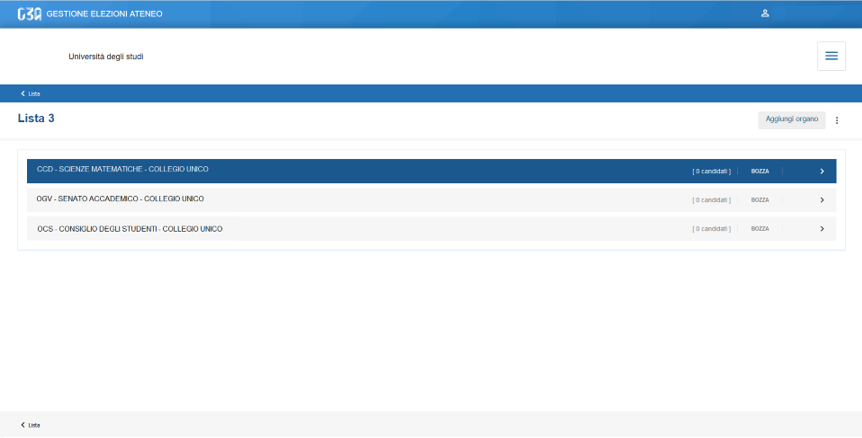 G3A GESTIONE ELEZIONI ATENEO
Università degli studi
Lista
Lista 3
Aggiungi organo
CCD - SCIENZE MATEMATICHE - COLLEGIO UNICO [ 0 candidati ] BOZZA
OGV - SENATO ACCADEMICO - COLLEGIO UNICO [ 0 candidati ] BOZZA
OCS - CONSIGLIO DEGLI STUDENTI - COLLEGIO UNICO [ 0 candidati ] BOZZA
Lista